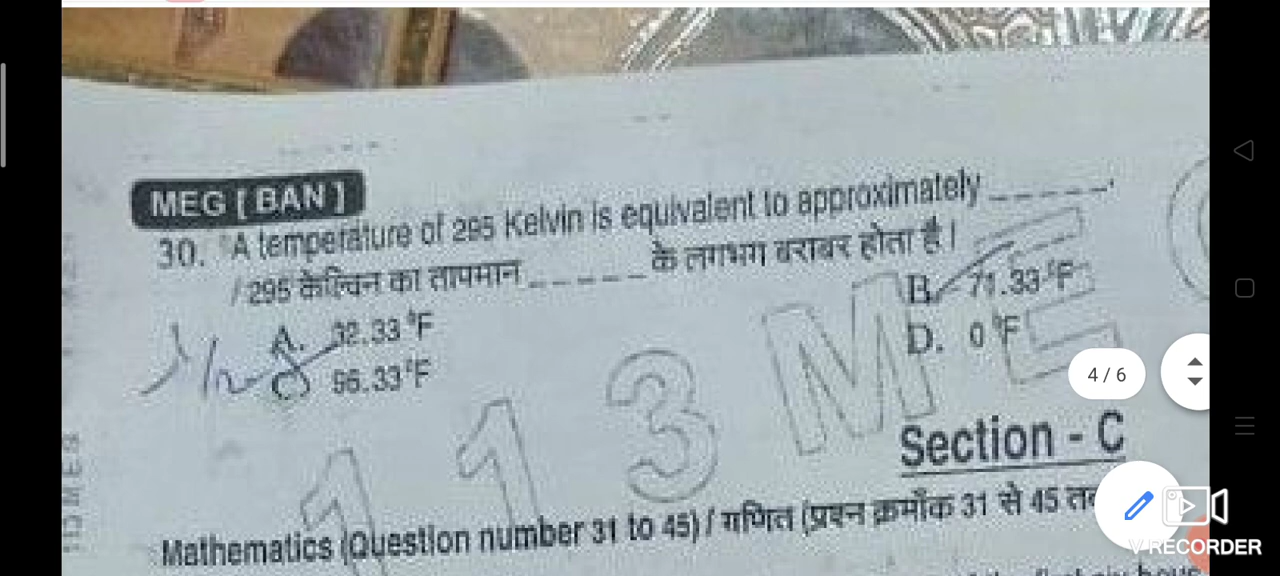 MEG [ BAN ]
30. A temperature of 295 Kelvin is equivalent to approximately ______.
/ 295 केल्विन का तापमान ______ के लगभग बराबर होता है।
A. 32.33 °F
B. 71.33 °F
C 96.33 °F
D. 0 °F
4 / 6
113 ME
Section - C
Mathematics (Question number 31 to 45) / गणित (प्रश्न क्रमाँक 31 से 45
V RECORDER